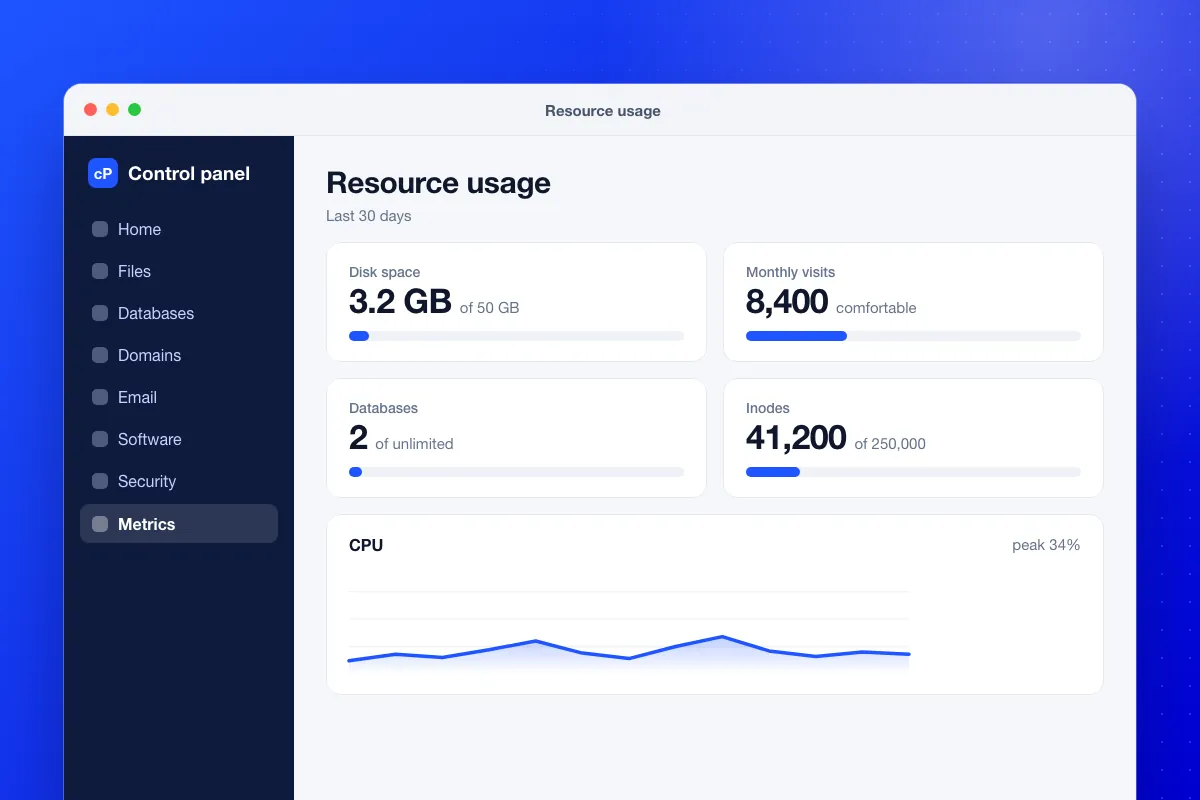 Resource usage
cP Control panel
Home
Files
Databases
Domains
Email
Software
Security
Metrics
Resource usage
Last 30 days
Disk space
3.2 GB of 50 GB
Monthly visits
8,400 comfortable
Databases
2 of unlimited
Inodes
41,200 of 250,000
CPU
peak 34%